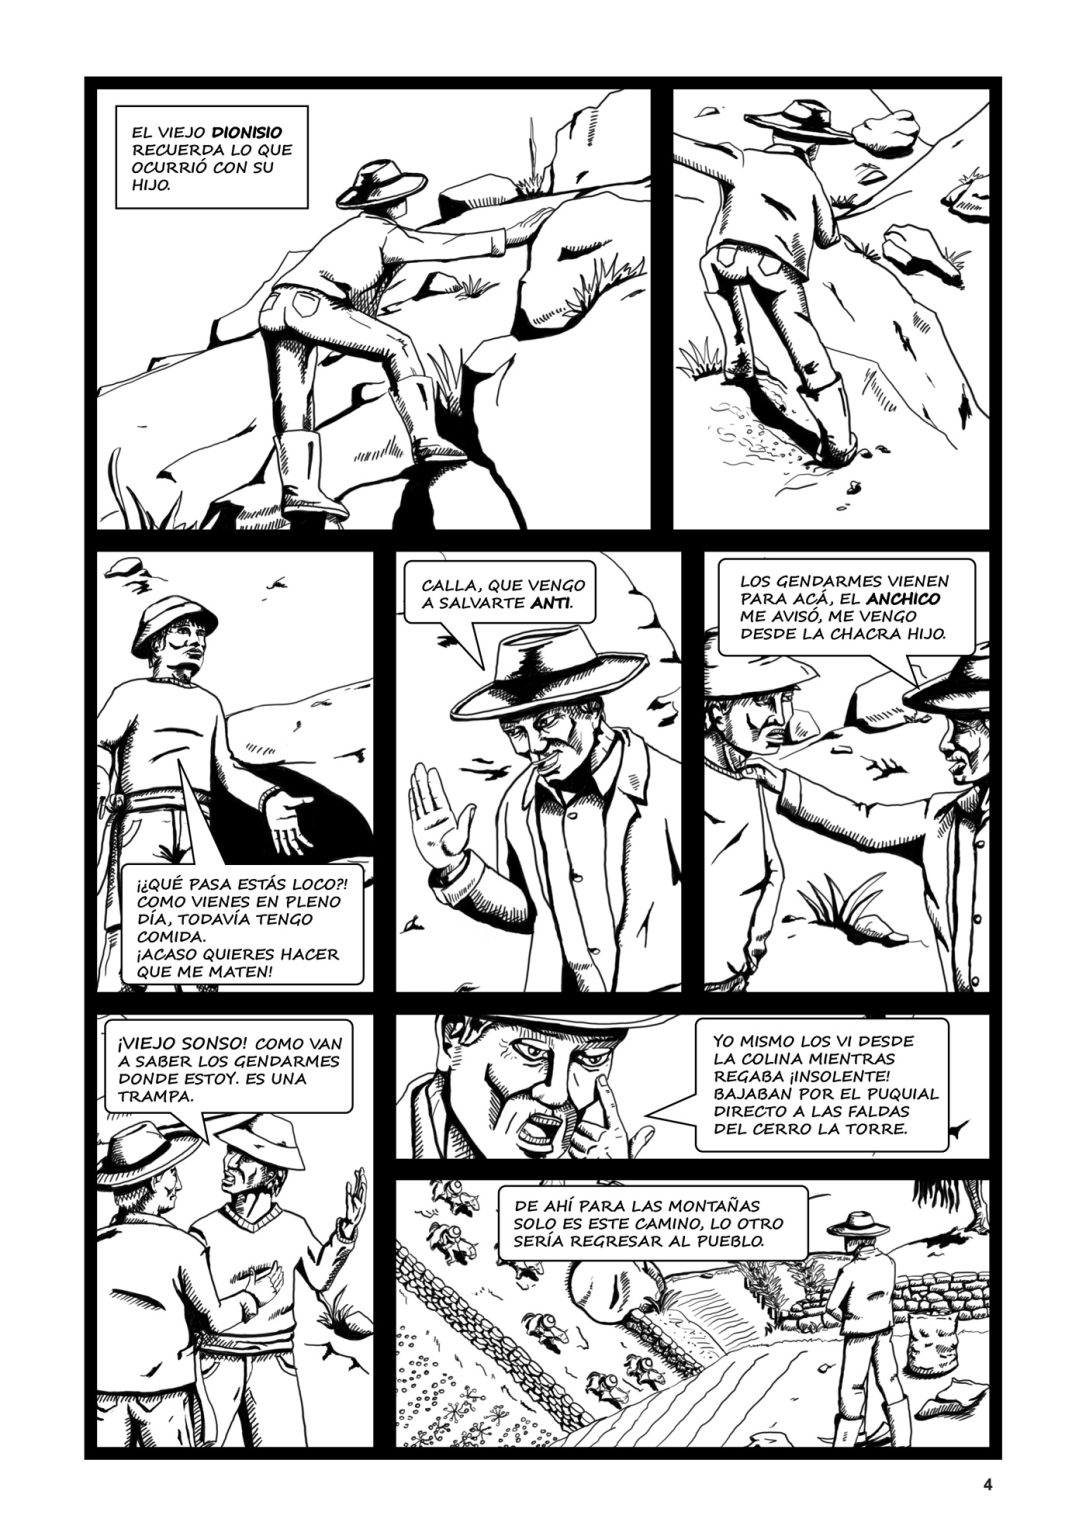 EL VIEJO DIONISIO
RECUERDA LO QUE
OCURRIÓ CON SU
HIJO.
¡¿QUÉ PASA ESTÁS LOCO?!
COMO VIENES EN PLENO
DÍA, TODAVÍA TENGO
COMIDA.
¡ACASO QUIERES HACER
QUE ME MATEN!
CALLA, QUE VENGO
A SALVARTE ANTI.
LOS GENDARMES VIENEN
PARA ACÁ, EL ANCHICO
ME AVISÓ, ME VENGO
DESDE LA CHACRA HIJO.
¡VIEJO SONSO! COMO VAN
A SABER LOS GENDARMES
DONDE ESTOY. ES UNA
TRAMPA.
YO MISMO LOS VI DESDE
LA COLINA MIENTRAS
REGABA ¡INSOLENTE!
BAJABAN POR EL PUQUIAL
DIRECTO A LAS FALDAS
DEL CERRO LA TORRE.
DE AHÍ PARA LAS MONTAÑAS
SOLO ES ESTE CAMINO, LO OTRO
SERÍA REGRESAR AL PUEBLO.
4